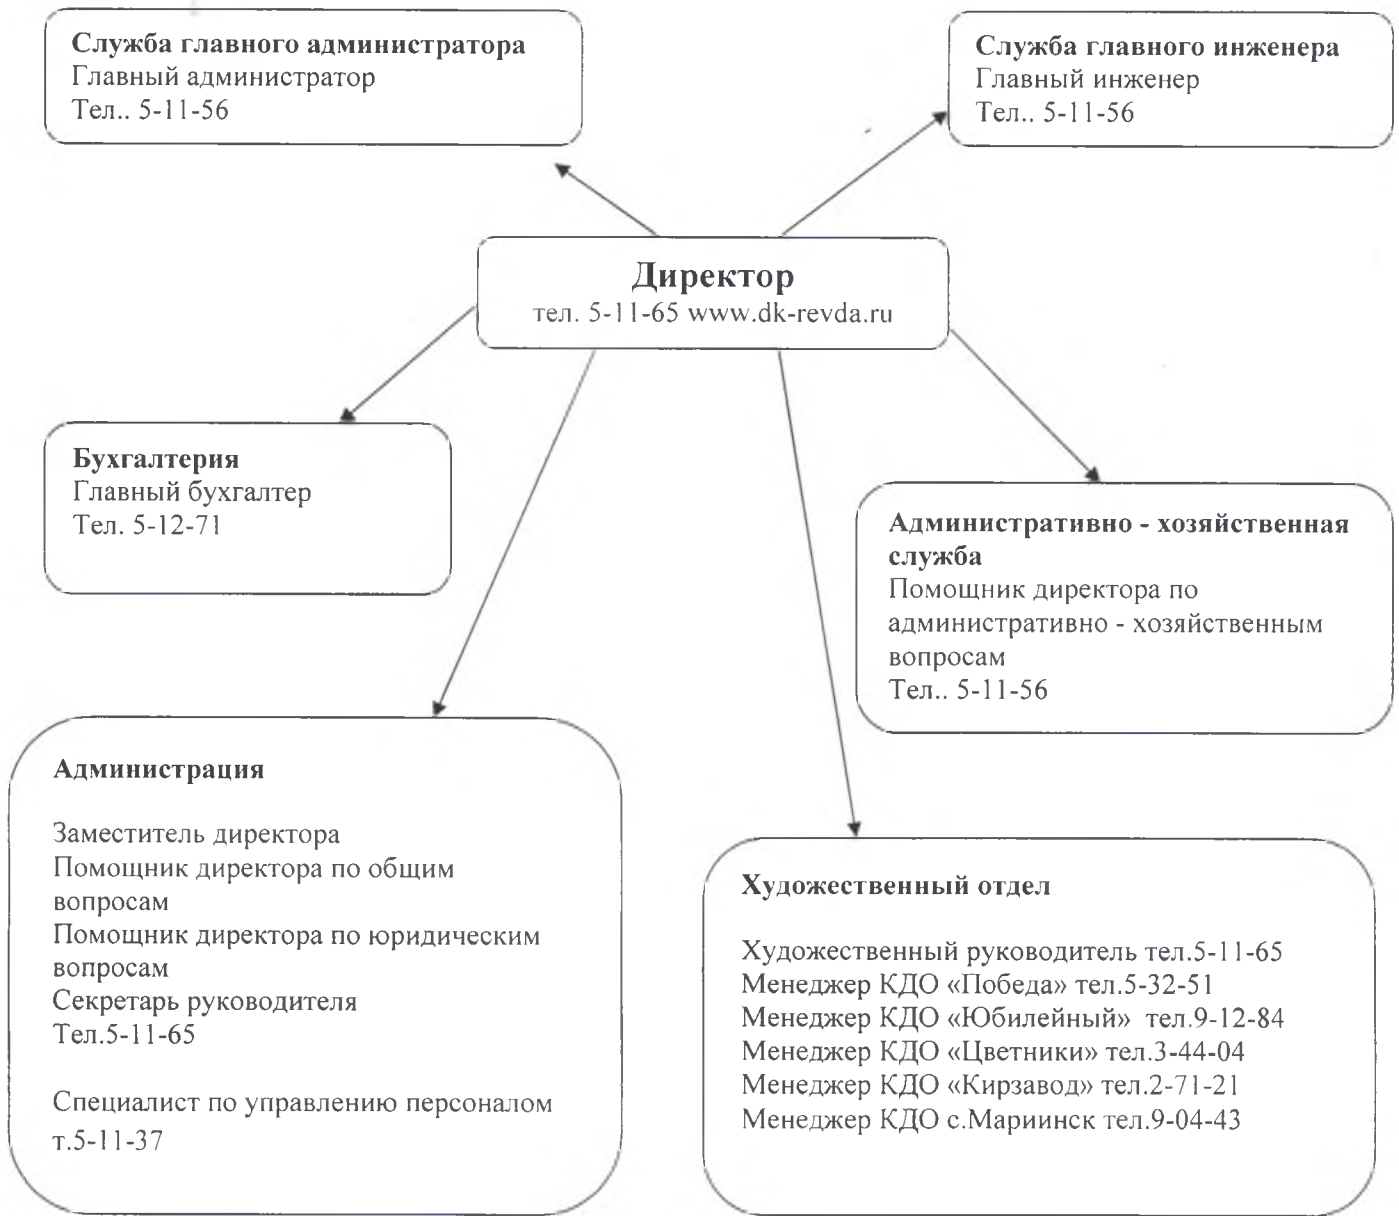 Служба главного администратора
Главный администратор
Тел.. 5-11-56
Служба главного инженера
Главный инженер
Тел.. 5-11-56
Директор
тел. 5-11-65 www.dk-revda.ru
Бухгалтерия
Главный бухгалтер
Тел. 5-12-71
Административно - хозяйственная
служба
Помощник директора по
административно - хозяйственным
вопросам
Тел.. 5-11-56
Администрация
Заместитель директора
Помощник директора по общим
вопросам
Помощник директора по юридическим
вопросам
Секретарь руководителя
Тел.5-11-65
Специалист по управлению персоналом
т.5-11-37
Художественный отдел
Художественный руководитель тел.5-11-65
Менеджер КДО «Победа» тел.5-32-51
Менеджер КДО «Юбилейный»  тел.9-12-84
Менеджер КДО «Цветники» тел.3-44-04
Менеджер КДО «Кирзавод» тел.2-71-21
Менеджер КДО с.Мариинск тел.9-04-43